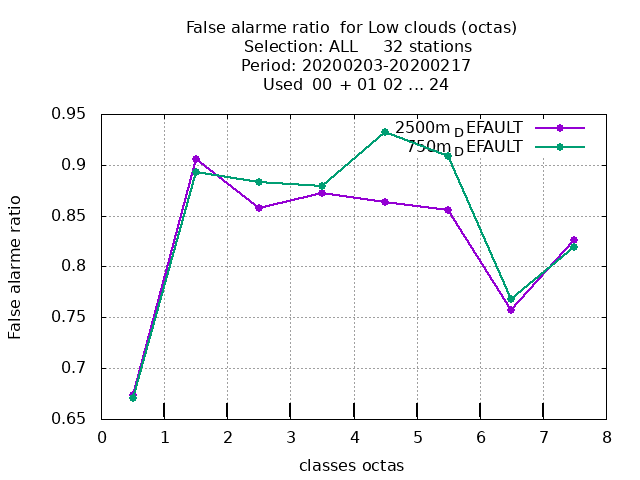 False alarme ratio  for Low clouds (octas)
Selection: ALL     32 stations
Period: 20200203-20200217
Used  00  + 01 02 ... 24
0.95
2500m_DEFAULT
750m_DEFAULT
0.9
0.85
0.8
0.75
0.7
0.65
False alarme ratio
0 1 2 3 4 5 6 7 8
classes octas